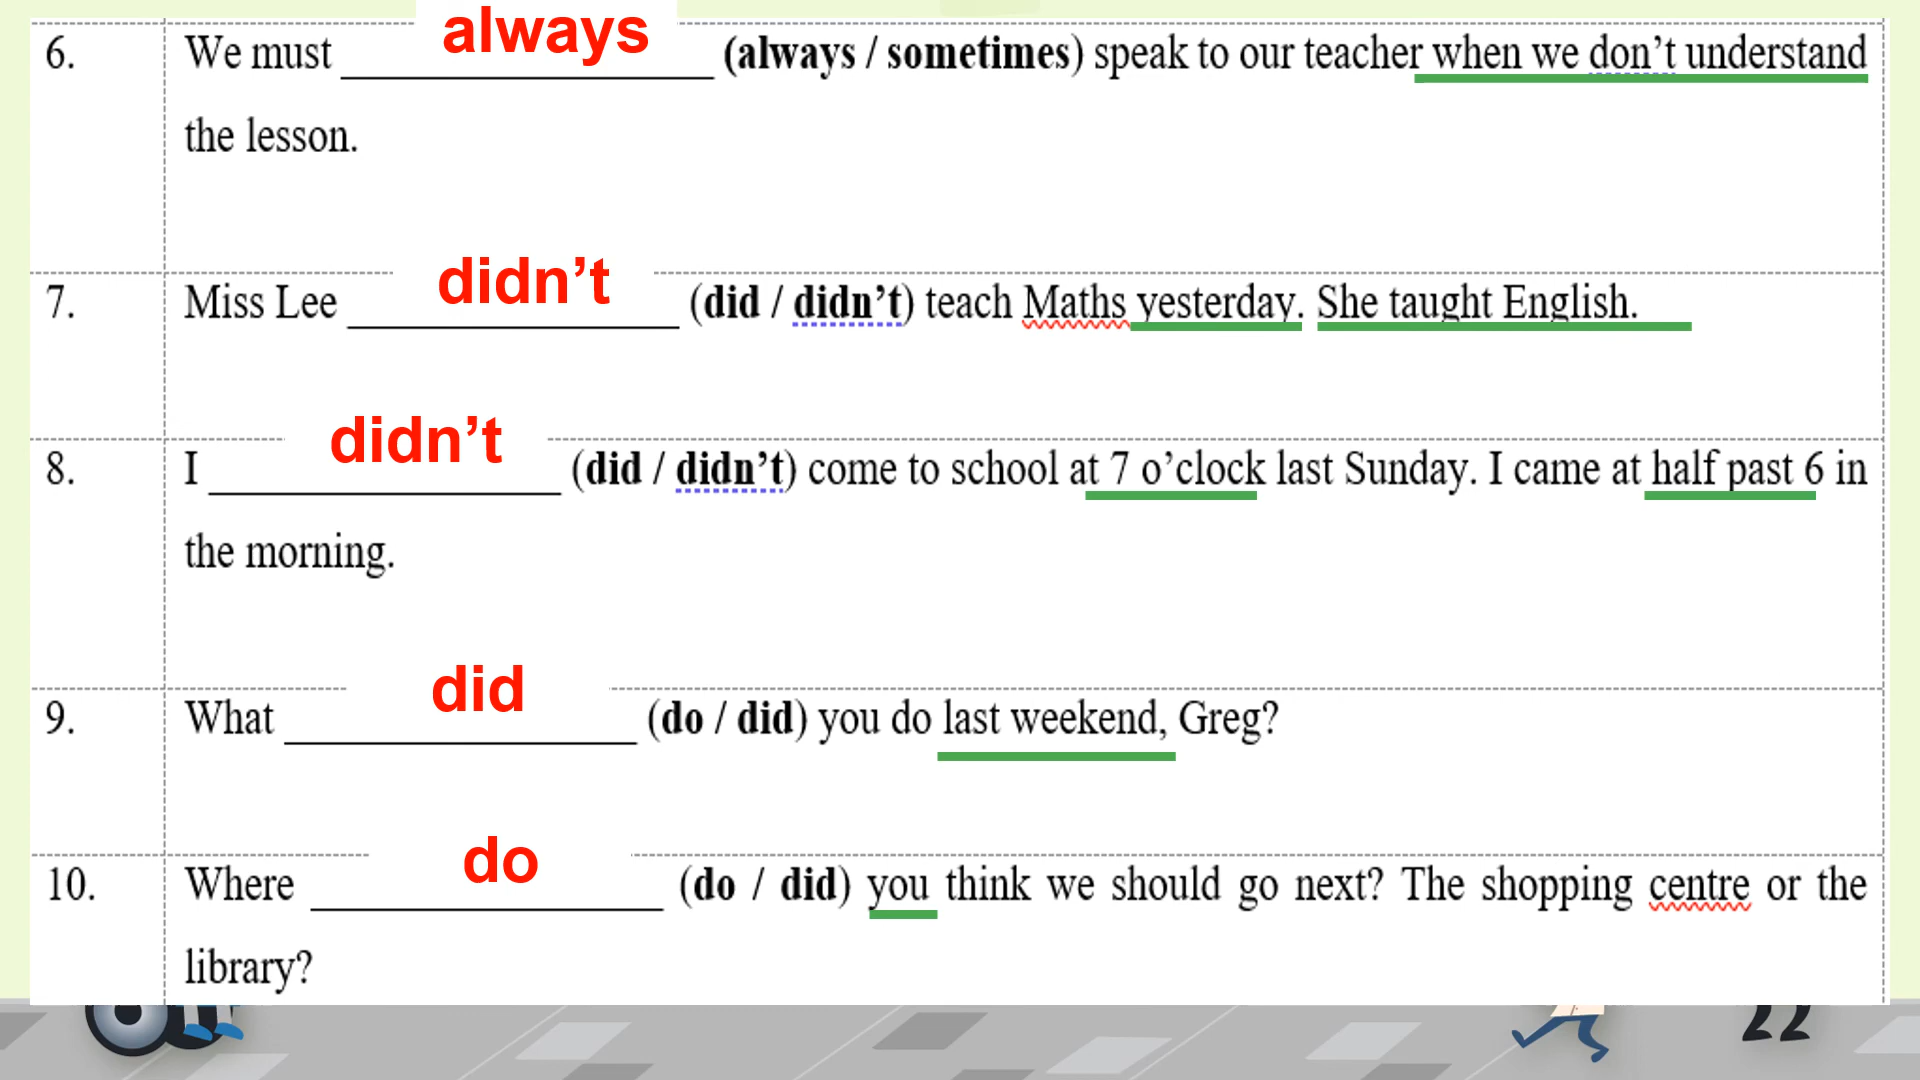 always
6. We must ________________ (always / sometimes) speak to our teacher when we don’t understand
the lesson.
didn’t
7. Miss Lee ________________ (did / didn’t) teach Maths yesterday. She taught English.
didn’t
8. I ________________ (did / didn’t) come to school at 7 o’clock last Sunday. I came at half past 6 in
the morning.
did
9. What ________________ (do / did) you do last weekend, Greg?
do
10. Where ________________ (do / did) you think we should go next? The shopping centre or the
library?